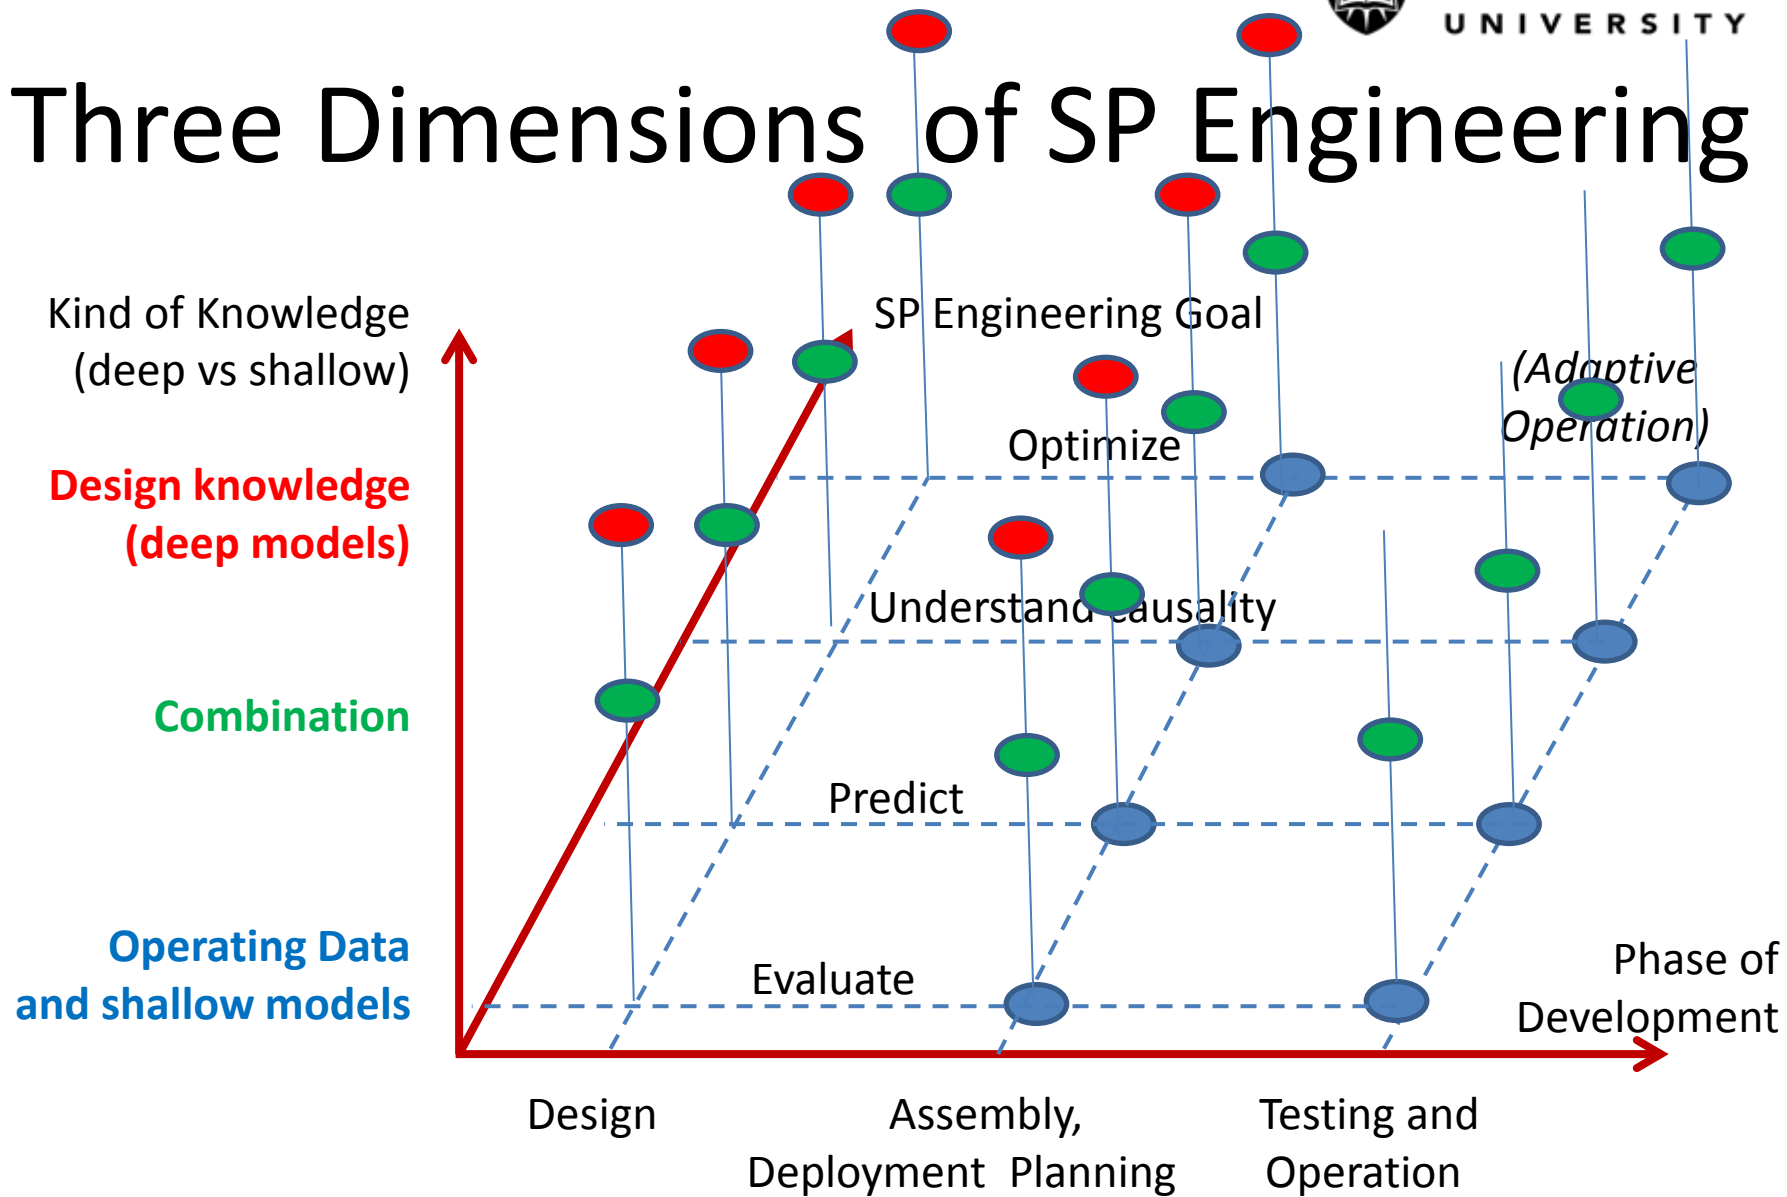 UNIVERSITY
Three Dimensions of SP Engineering
Kind of Knowledge
(deep vs shallow)
SP Engineering Goal
(Adaptive
Operation)
Optimize
Design knowledge
(deep models)
Understand causality
Combination
Predict
Operating Data
and shallow models
Evaluate
Phase of
Development
Design
Assembly,
Deployment Planning
Testing and
Operation